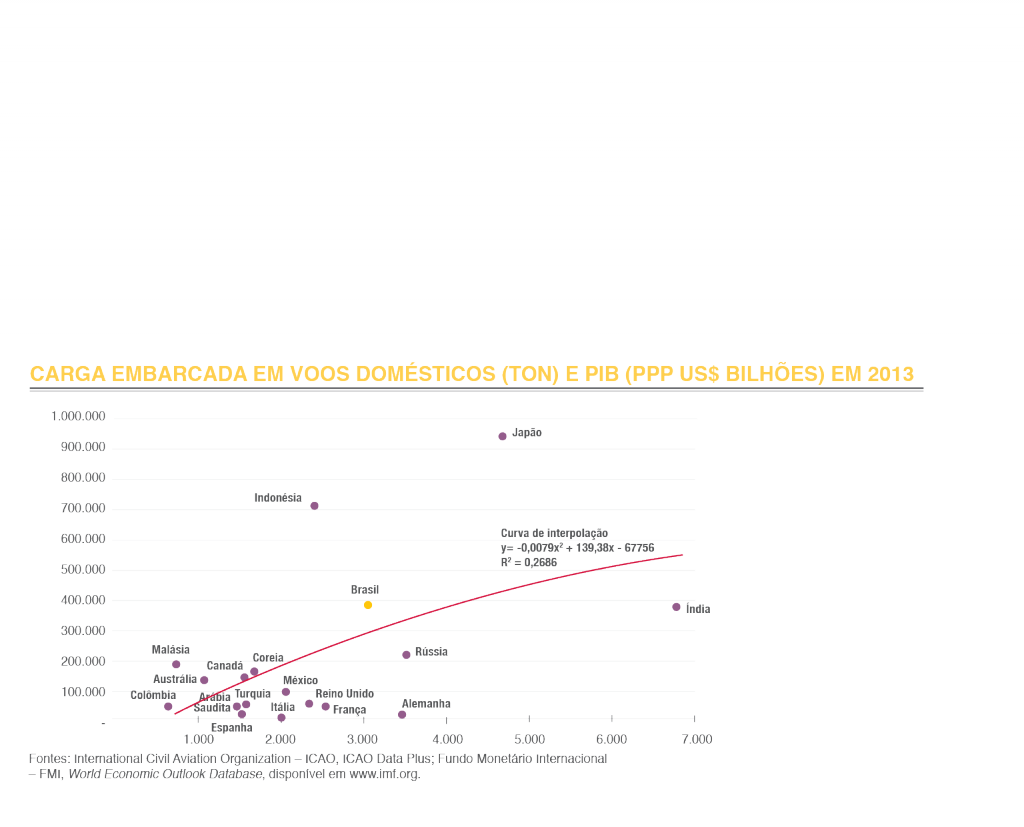 CARGA EMBARCADA EM VOOS DOMÉSTICOS (TON) E PIB (PPP US$ BILHÕES) EM 2013
1.000.000
900.000
800.000
700.000
600.000
500.000
400.000
300.000
200.000
100.000
-
Japão
Indonésia
Curva de interpolação
y= -0,0079x² + 139,38x - 67756
R² = 0,2686
Brasil
Índia
Malásia
Coreia
Rússia
Canadá
Austrália
México
Colômbia
Arábia
Saudita
Turquia
Reino Unido
Itália
França
Alemanha
Espanha
1.000
2.000
3.000
4.000
5.000
6.000
7.000
Fontes: International Civil Aviation Organization – ICAO, ICAO Data Plus; Fundo Monetário Internacional
– FMI, World Economic Outlook Database, disponível em www.imf.org.